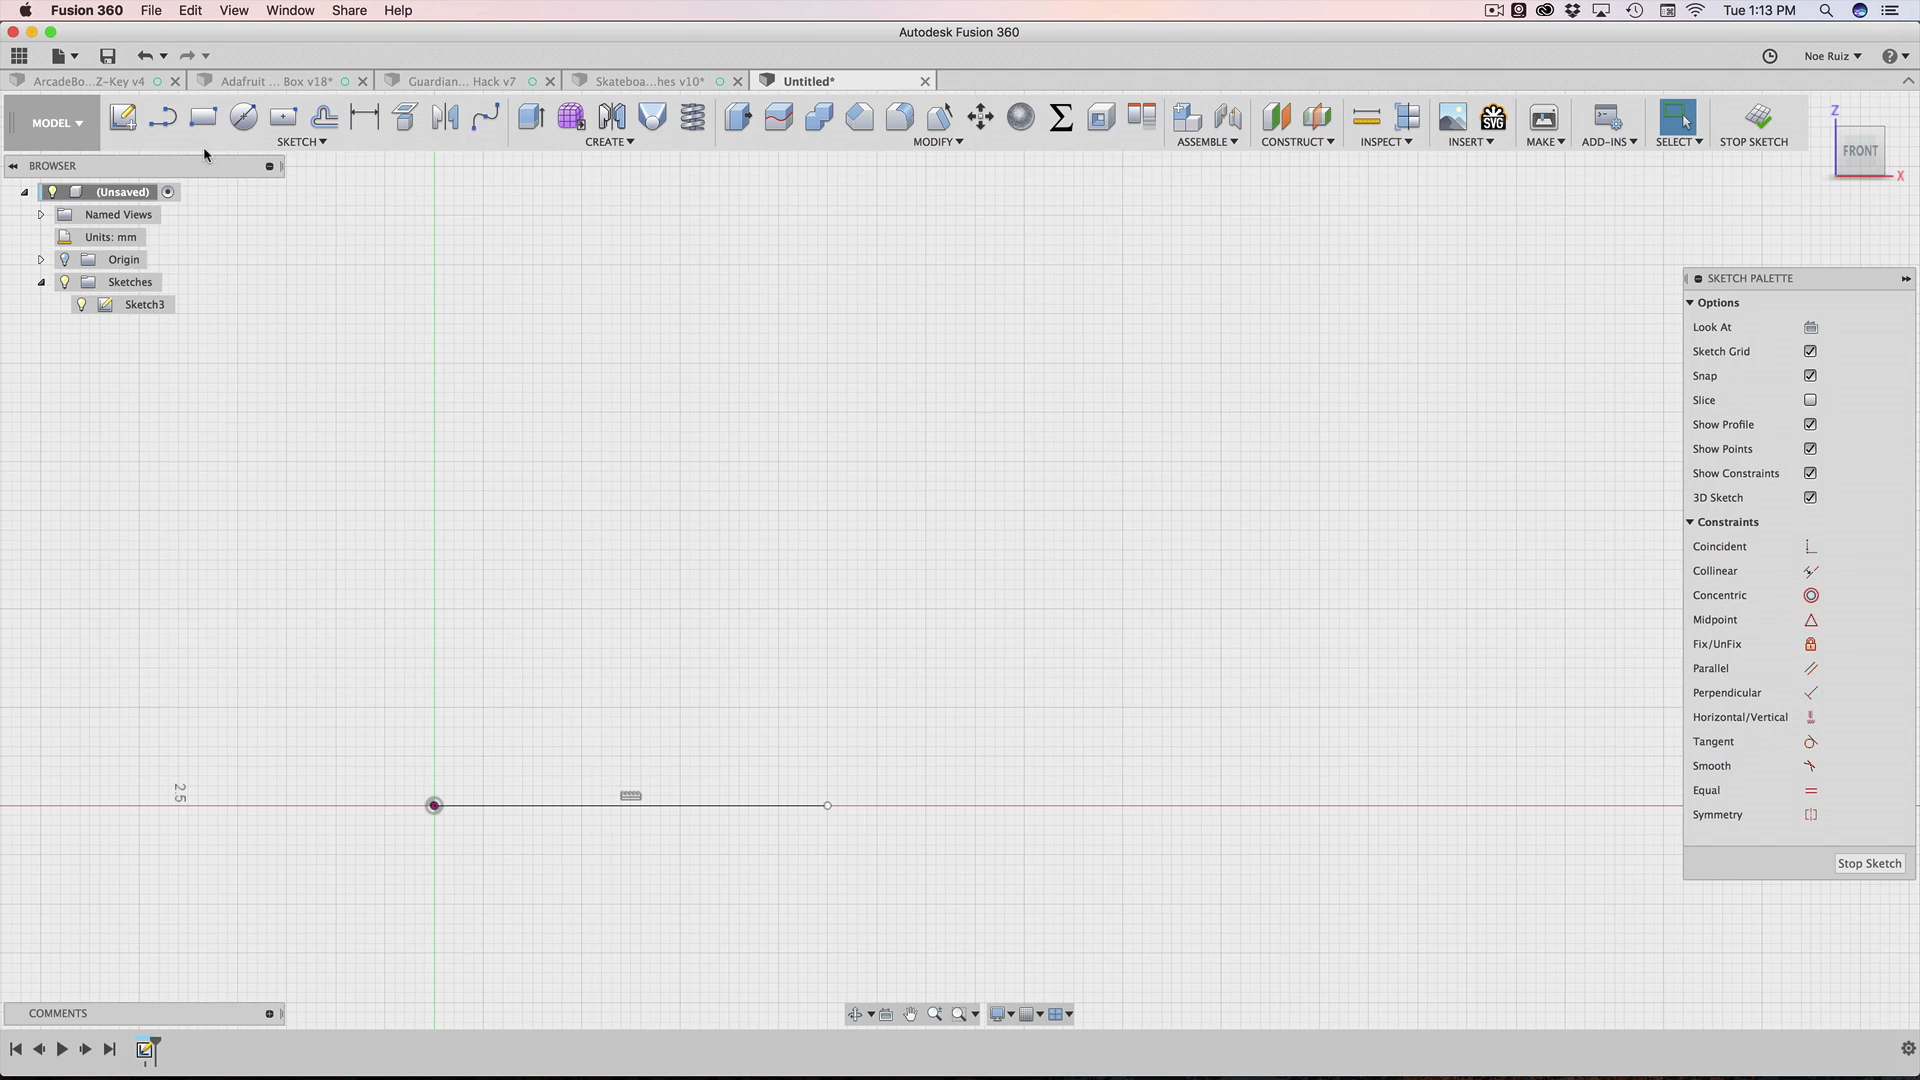 Fusion 360 File Edit View Window Share Help Tue 1:13 PM
Autodesk Fusion 360
Noe Ruiz
ArcadeBo...Z-Key v4 Adafruit ... Box v18* Guardian... Hack v7 Skateboa...hes v10* Untitled*
MODEL SKETCH CREATE MODIFY ASSEMBLE CONSTRUCT INSPECT INSERT MAKE ADD-INS SELECT STOP SKETCH
SVG
Z
FRONT
X
BROWSER
(Unsaved)
Named Views
Units: mm
Origin
Sketches
Sketch3
SKETCH PALETTE
Options
Look At
Sketch Grid
Snap
Slice
Show Profile
Show Points
Show Constraints
3D Sketch
Constraints
Coincident
Collinear
Concentric
Midpoint
Fix/UnFix
Parallel
Perpendicular
Horizontal/Vertical
Tangent
Smooth
Equal
Symmetry
Stop Sketch
2.5
COMMENTS